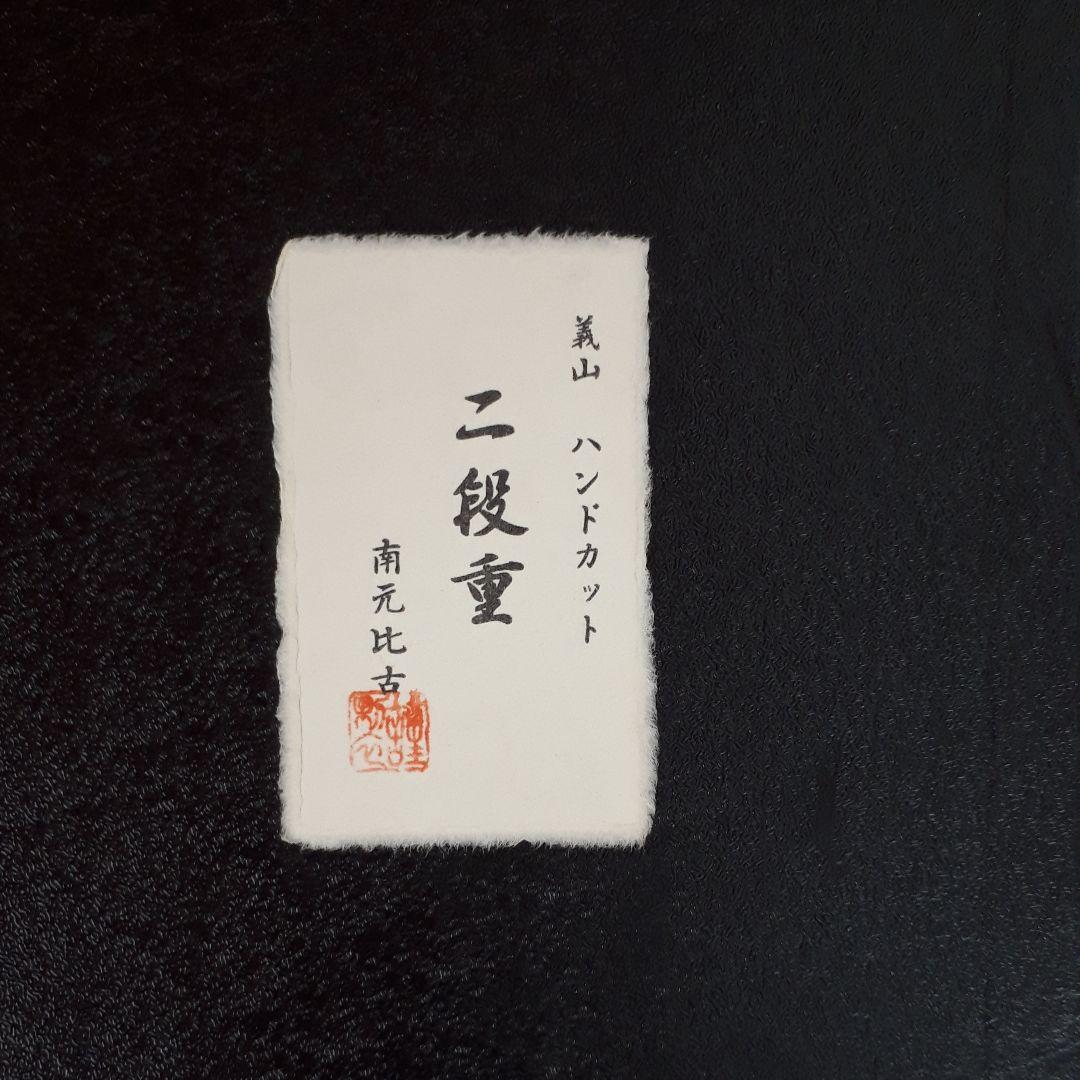 義山 ハンドカット
二段重
南元比古